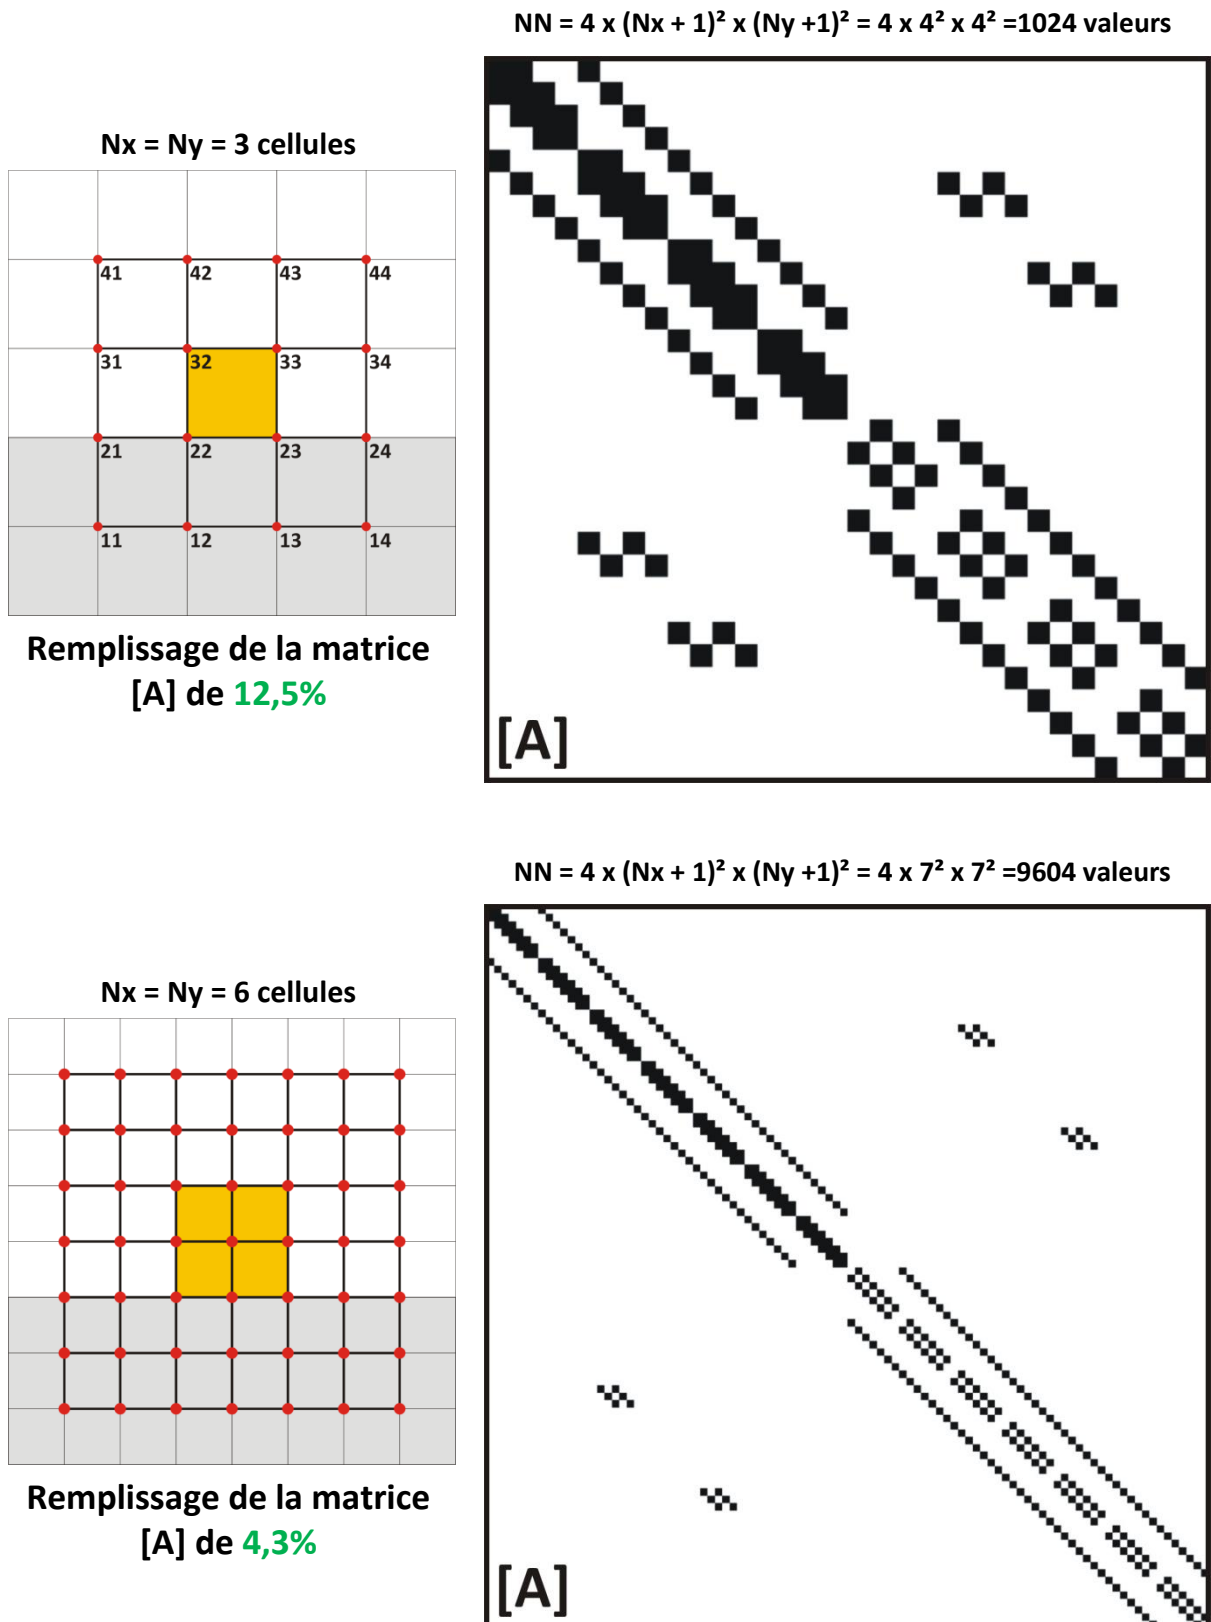 NN = 4 x (Nx + 1)² x (Ny +1)² = 4 x 4² x 4² =1024 valeurs
Nx = Ny = 3 cellules
41 42 43 44
31 32 33 34
21 22 23 24
11 12 13 14
Remplissage de la matrice
[A] de 12,5%
[A]
NN = 4 x (Nx + 1)² x (Ny +1)² = 4 x 7² x 7² =9604 valeurs
Nx = Ny = 6 cellules
Remplissage de la matrice
[A] de 4,3%
[A]